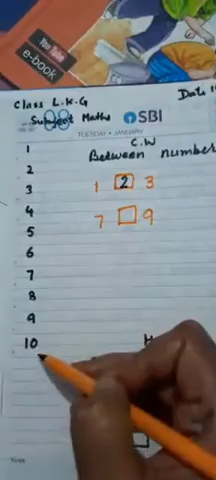 You Tube
e-book
Class L.K.G
Date
Subject Maths SBI
TUESDAY • JANUARY
C.W
Between number
1
2
3
1 2 3
4
7 9
5
6
7
8
9
10
H
Notes